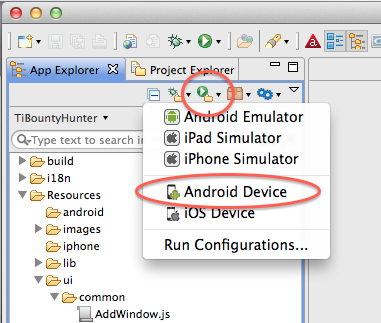 App Explorer
Project Explorer
TiBountyHunter
Type text to search in
Android Emulator
iPad Simulator
iPhone Simulator
Android Device
iOS Device
Run Configurations...
build
i18n
Resources
android
images
iphone
lib
ui
common
AddWindow.js